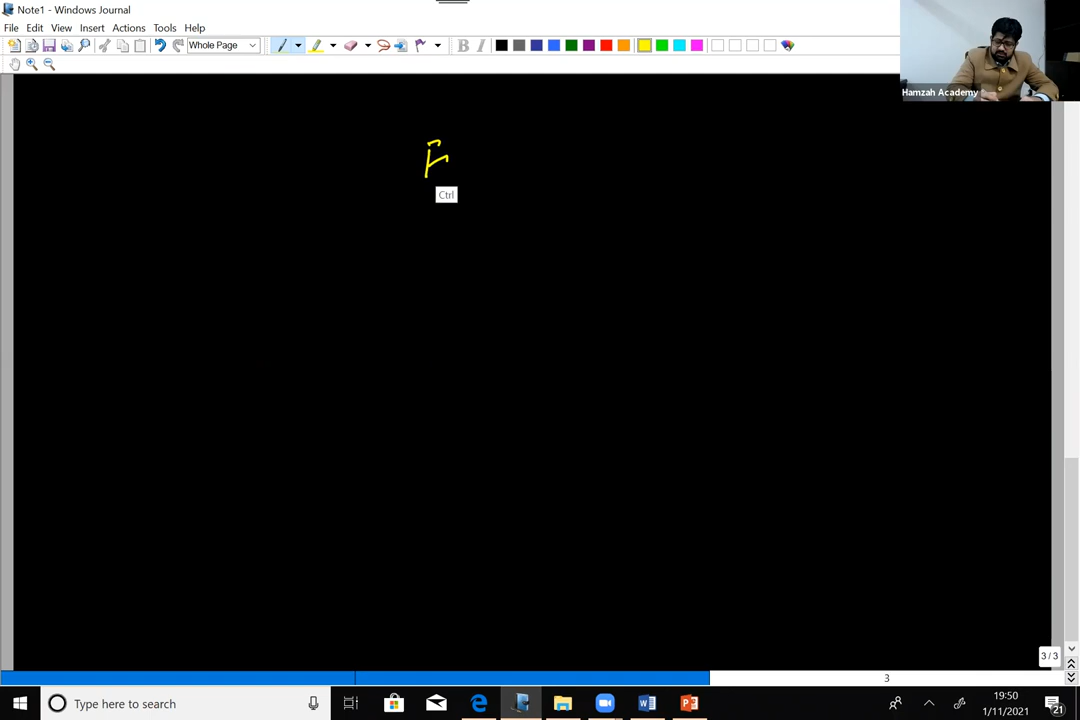 Note1 - Windows Journal
File Edit View Insert Actions Tools Help
Whole Page B I
Hamzah Academy
F
Ctrl
3 / 3
3
Type here to search
19:50
1/11/2021
21